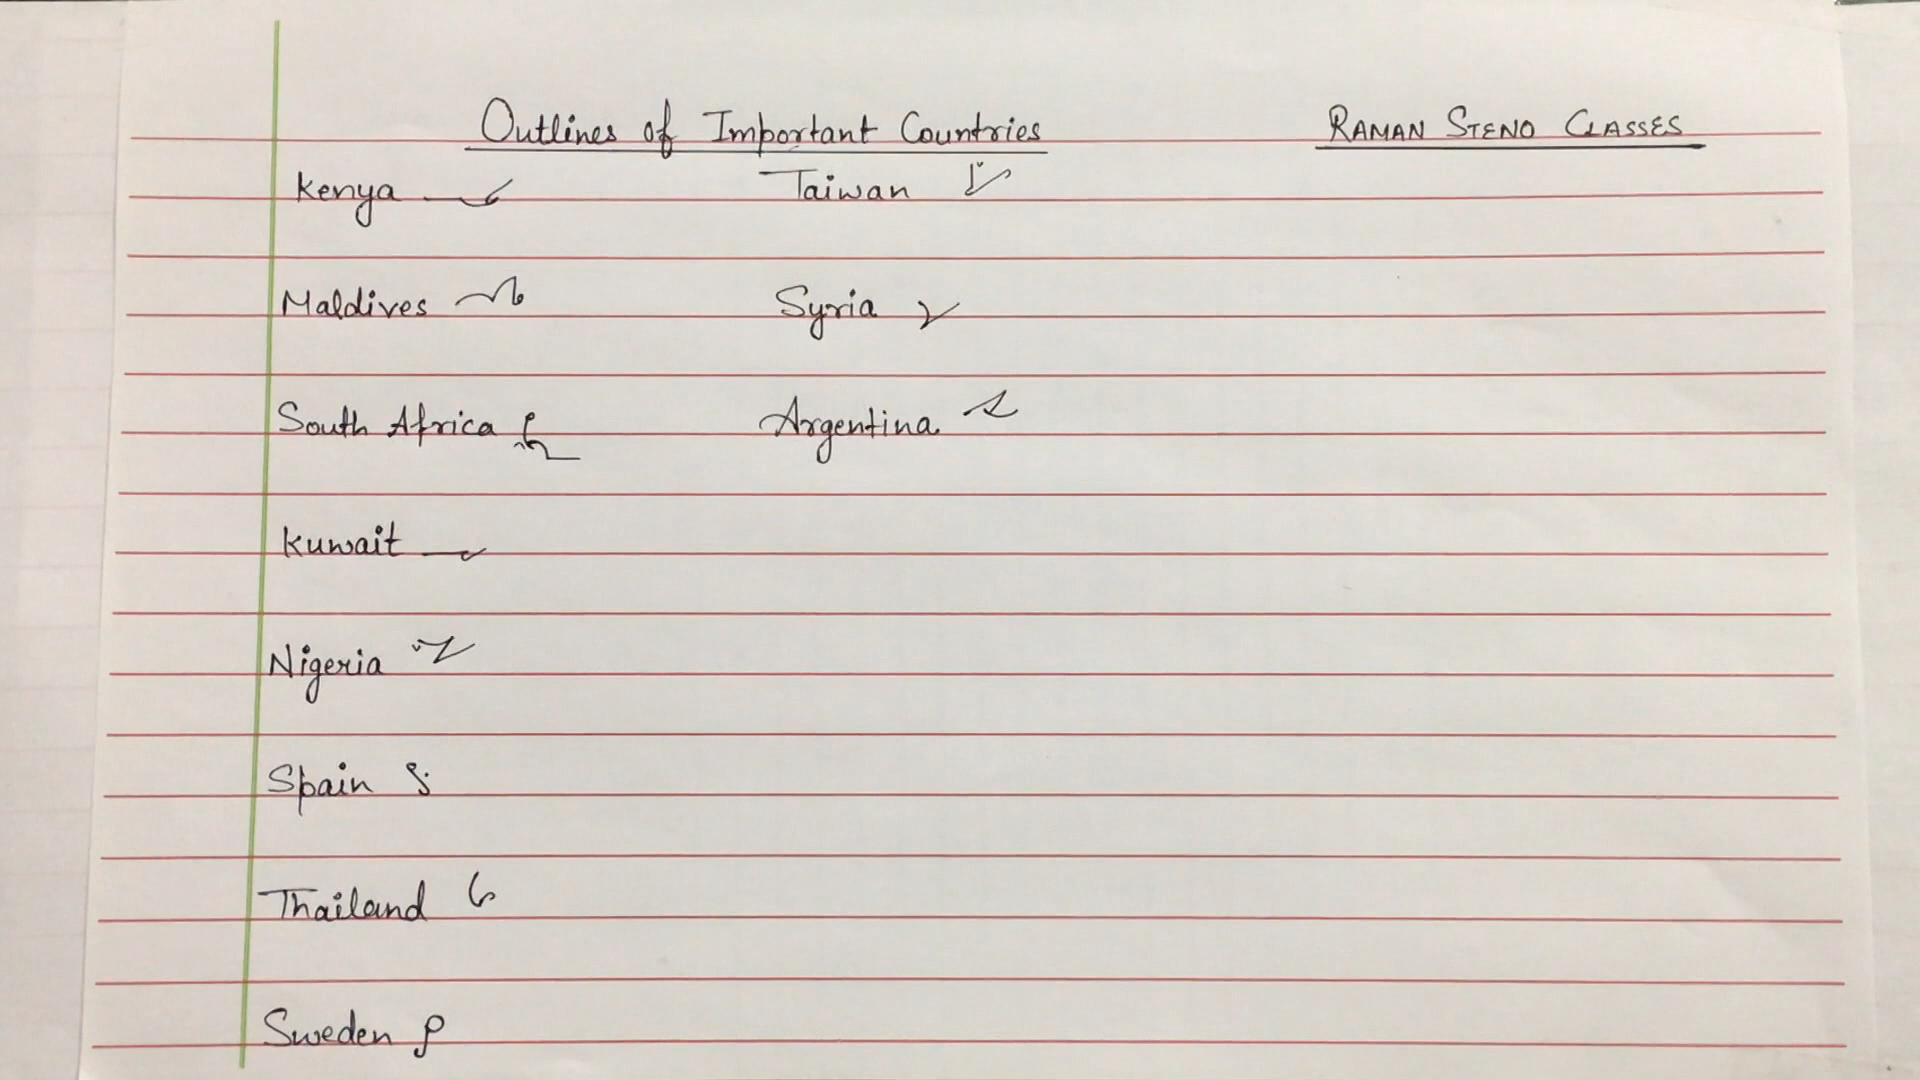 Outlines of Important Countries
RAMAN STENO CLASSES
Kenya
Taiwan
Maldives
Syria
South Africa
Argentina
Kuwait
Nigeria
Spain
Thailand
Sweden